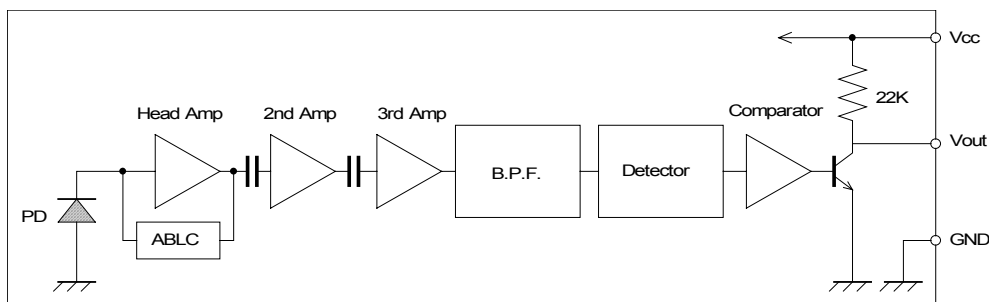 Vcc
Head Amp
2nd Amp
3rd Amp
Comparator
22K
Vout
B.P.F.
Detector
PD
ABLC
GND